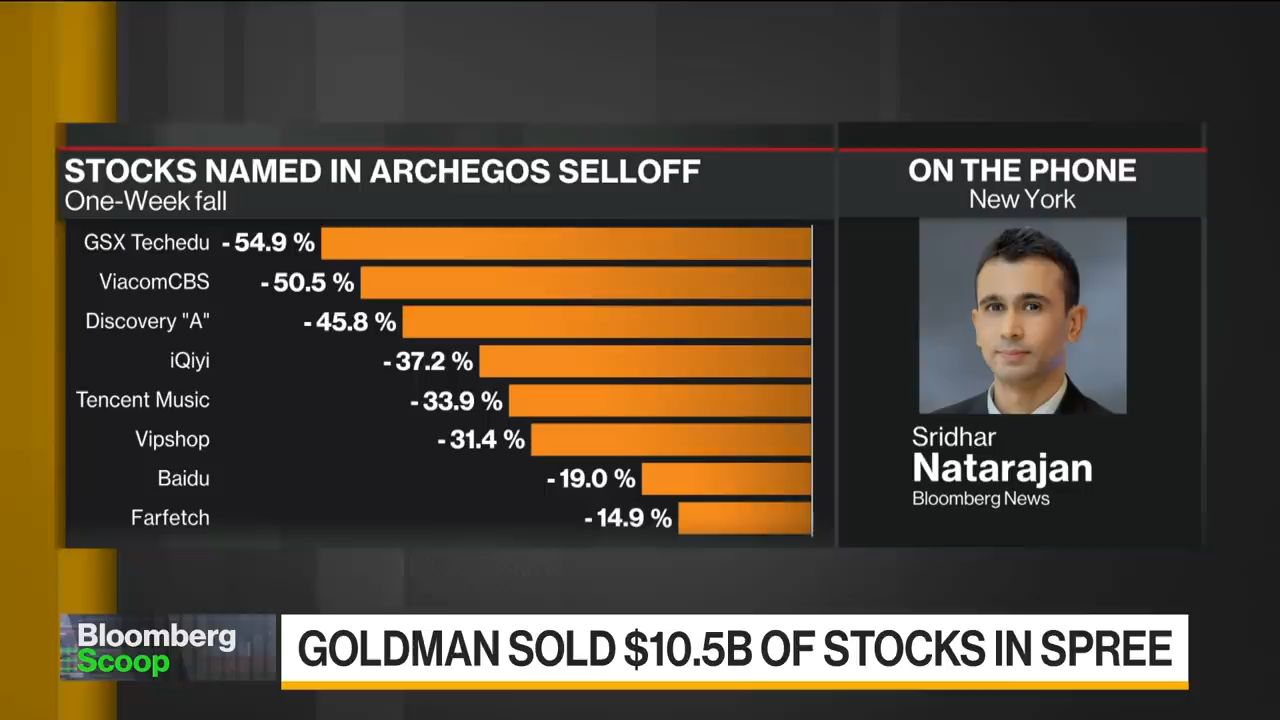 STOCKS NAMED IN ARCHEGOS SELLOFF
One-Week fall
GSX Techedu - 54.9 %
ViacomCBS - 50.5 %
Discovery "A" - 45.8 %
iQiyi - 37.2 %
Tencent Music - 33.9 %
Vipshop - 31.4 %
Baidu - 19.0 %
Farfetch - 14.9 %
ON THE PHONE
New York
Sridhar
Natarajan
Bloomberg News
Bloomberg
Scoop
GOLDMAN SOLD $10.5B OF STOCKS IN SPREE